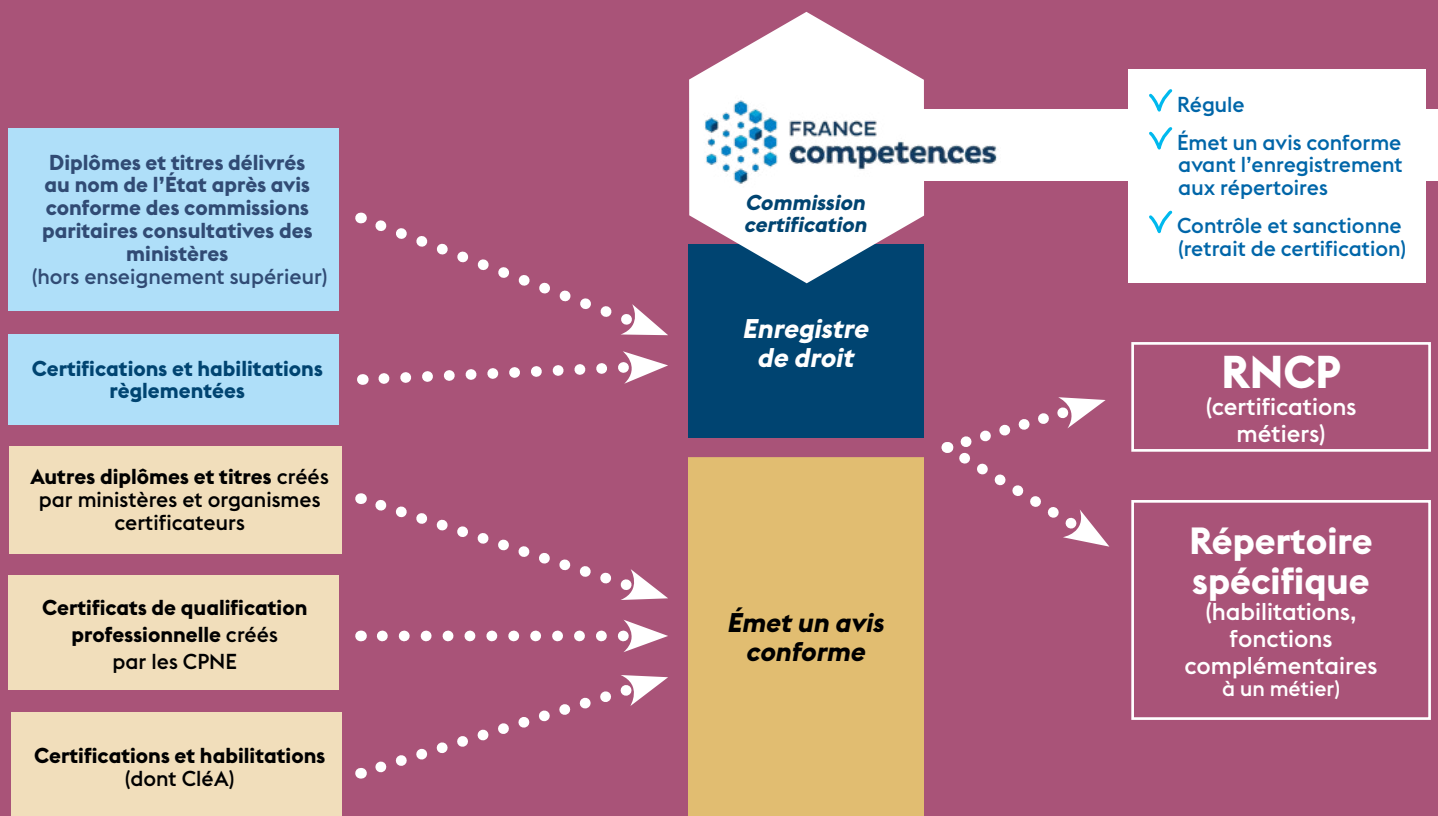 Diplômes et titres délivrés
au nom de l’État après avis
conforme des commissions
paritaires consultatives des
ministères
(hors enseignement supérieur)
Certifications et habilitations
règlementées
Autres diplômes et titres créés
par ministères et organismes
certificateurs
Certificats de qualification
professionnelle créés
par les CPNE
Certifications et habilitations
(dont CléA)
FRANCE
competences
Commission
certification
Enregistre
de droit
Émet un avis
conforme
Régule
Émet un avis conforme
avant l’enregistrement
aux répertoires
Contrôle et sanctionne
(retrait de certification)
RNCP
(certifications
métiers)
Répertoire
spécifique
(habilitations,
fonctions
complémentaires
à un métier)